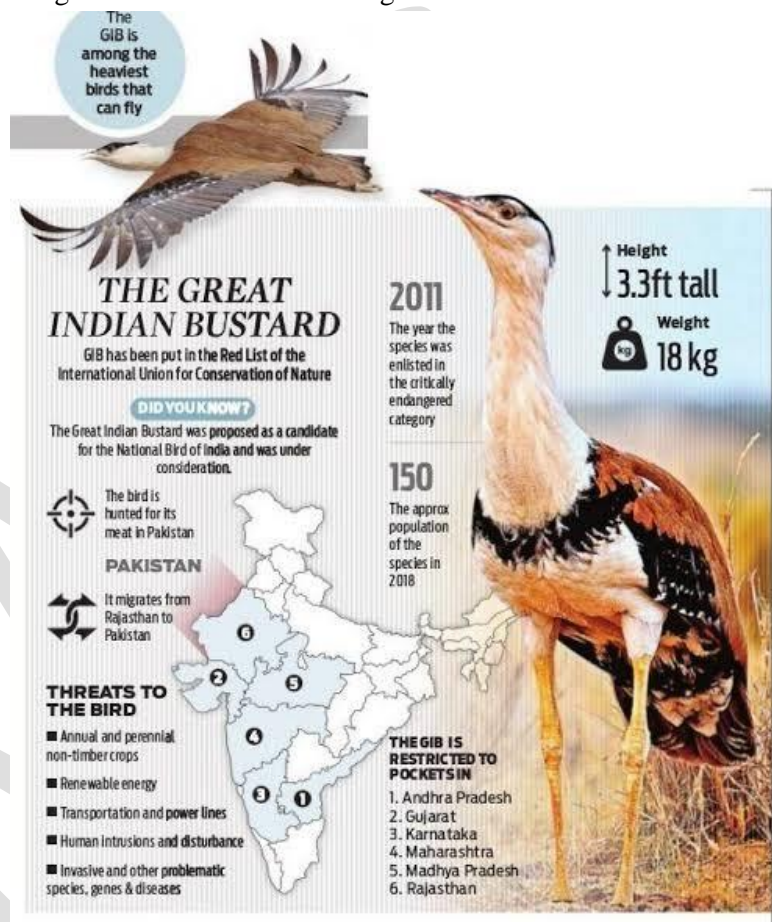 The
GIB is
among the
heaviest
birds that
can fly
THE GREAT
INDIAN BUSTARD
GIB has been put in the Red List of the
International Union for Conservation of Nature
DID YOU KNOW?
The Great Indian Bustard was proposed as a candidate
for the National Bird of India and was under
consideration.
The bird is
hunted for its
meat in Pakistan
PAKISTAN
It migrates from
Rajasthan to
Pakistan
THREATS TO
THE BIRD
■ Annual and perennial
non-timber crops
■ Renewable energy
■ Transportation and power lines
■ Human intrusions and disturbance
■ Invasive and other problematic
species, genes & diseases
6
2
5
4
3
1
2011
The year the
species was
enlisted in
the critically
endangered
category
150
The approx
population
of the
species in
2018
Height
3.3ft tall
Weight
kg
18 kg
THE GIB IS
RESTRICTED TO
POCKETS IN
1. Andhra Pradesh
2. Gujarat
3. Karnataka
4. Maharashtra
5. Madhya Pradesh
6. Rajasthan